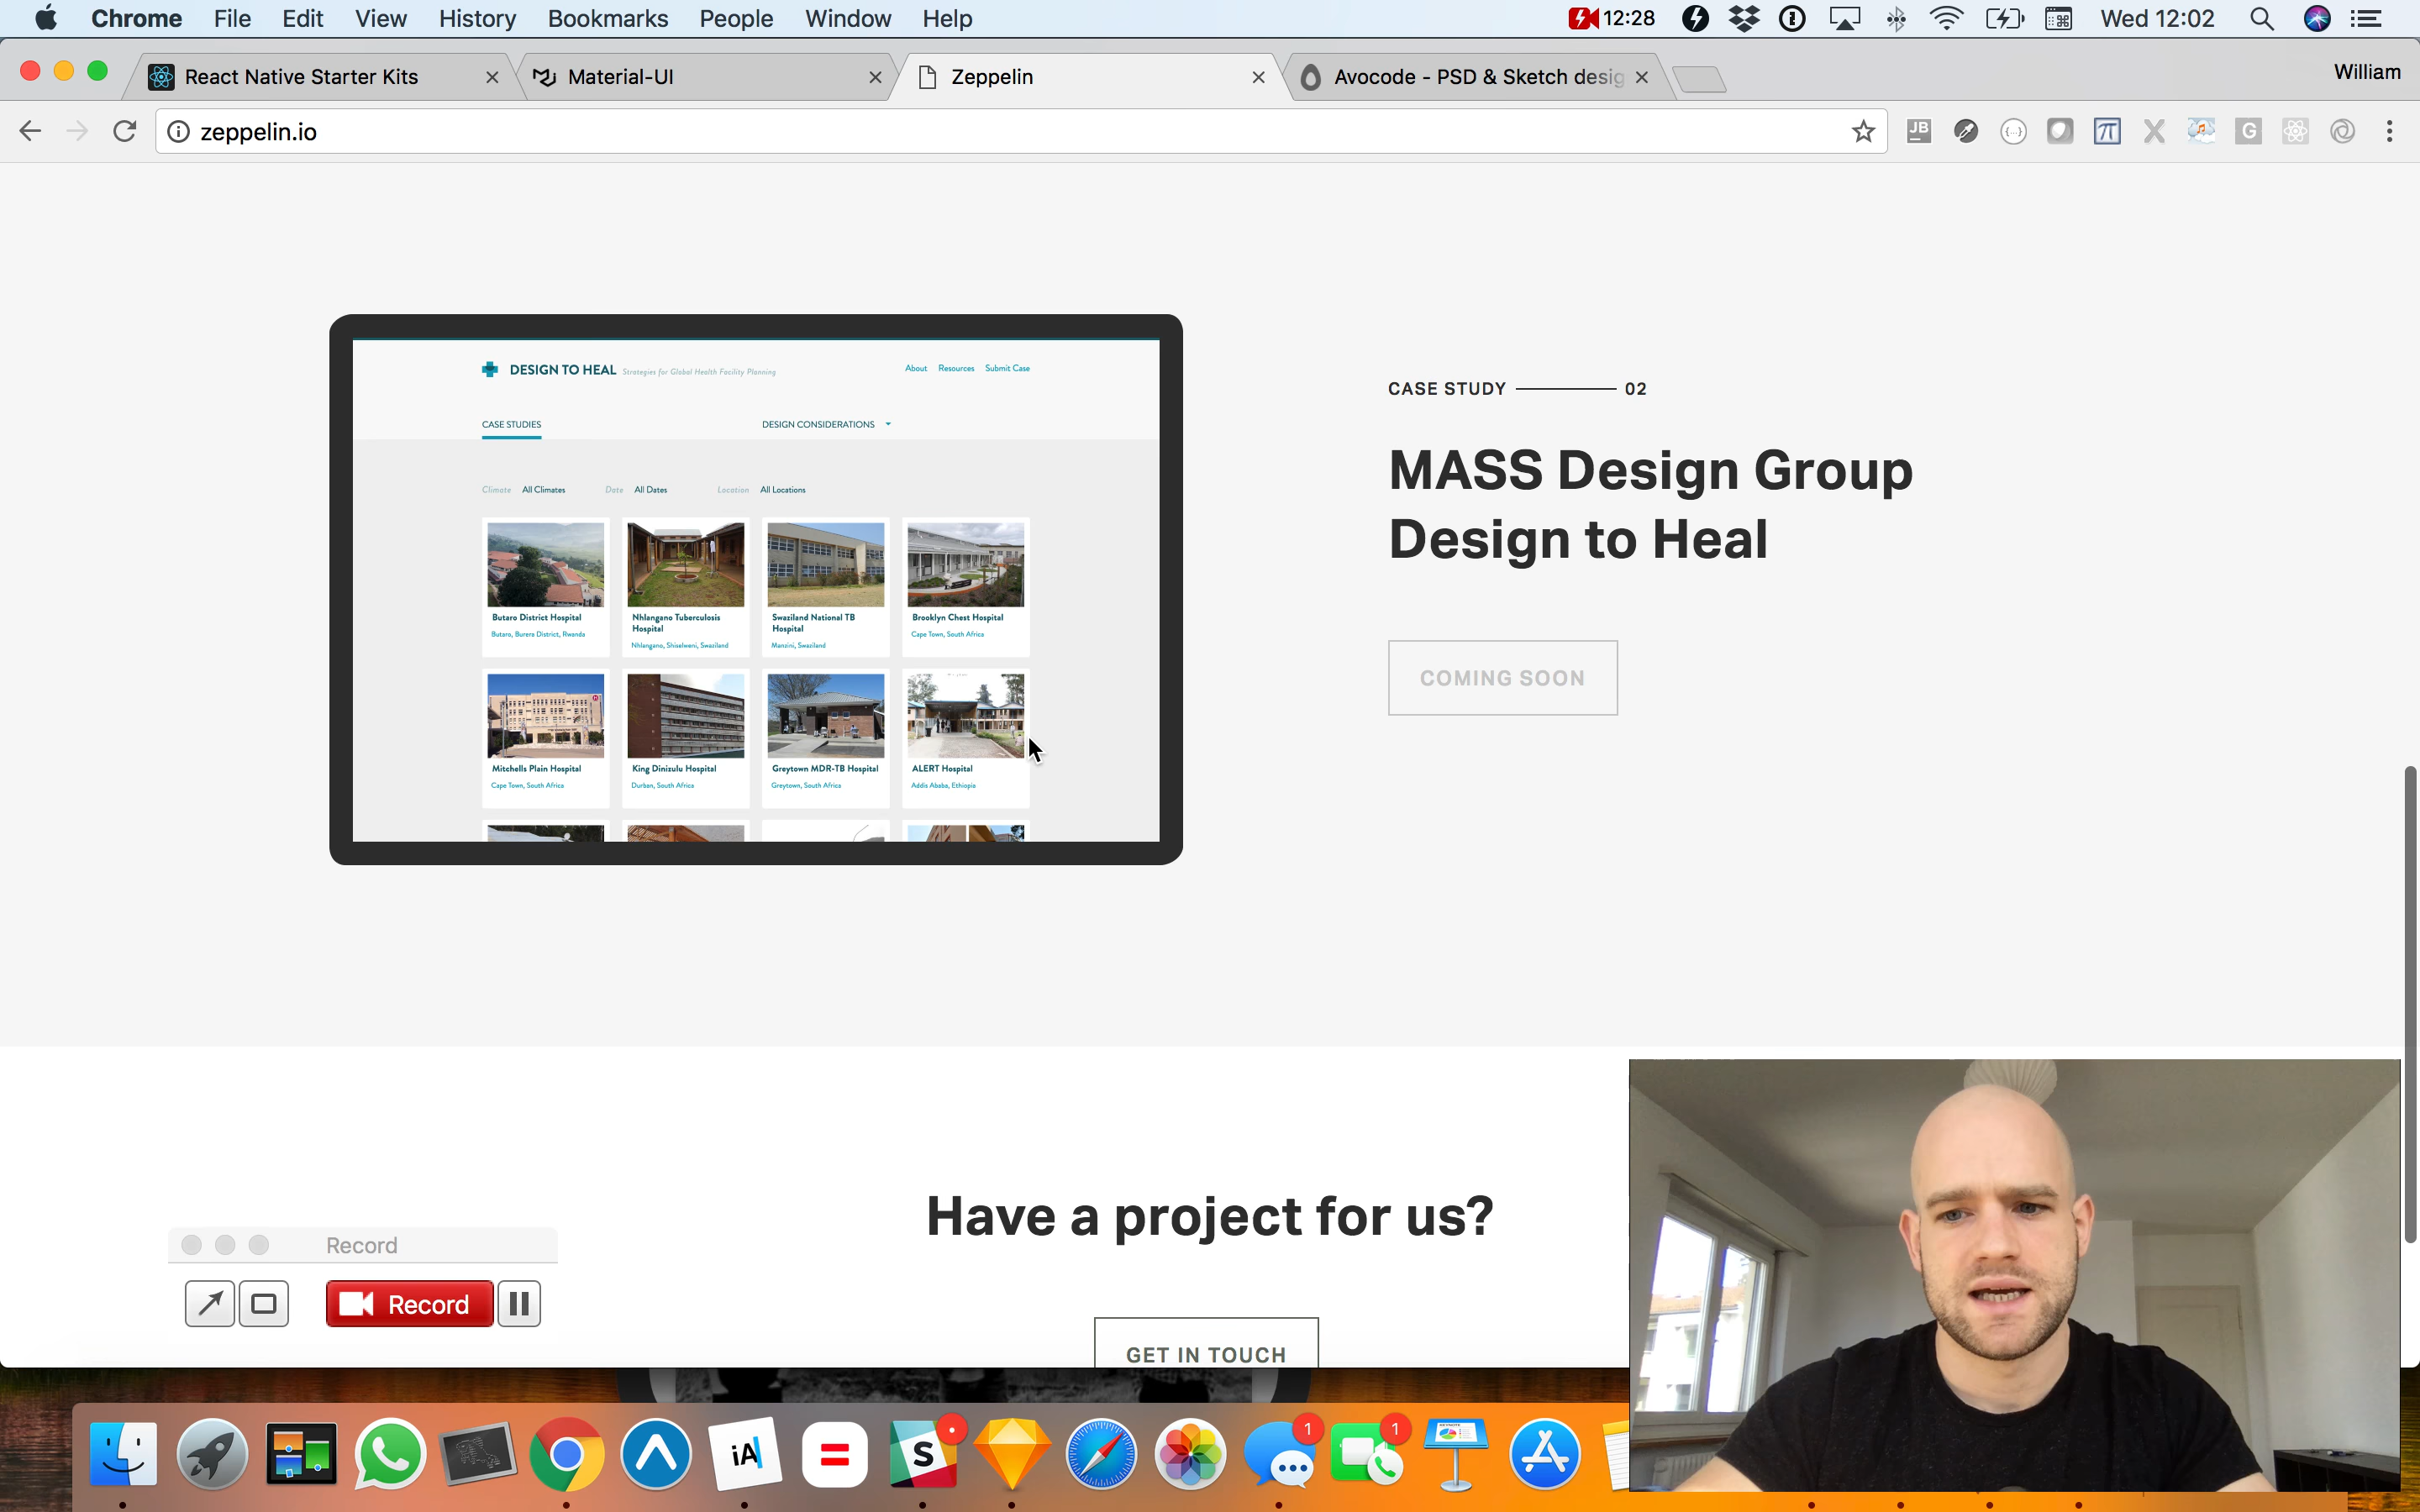 Chrome File Edit View History Bookmarks People Window Help 12:28 Wed 12:02
React Native Starter Kits Material-UI Zeppelin Avocode - PSD & Sketch desig William
zeppelin.io
DESIGN TO HEAL Strategies for Global Health Facility Planning About Resources Submit Case
CASE STUDIES DESIGN CONSIDERATIONS
Climate All Climates Date All Dates Location All Locations
Butaro District Hospital
Butaro, Burera District, Rwanda
Nhlangano Tuberculosis
Hospital
Nhlangano, Shiselweni, Swaziland
Swaziland National TB
Hospital
Manzini, Swaziland
Brooklyn Chest Hospital
Cape Town, South Africa
Mitchells Plain Hospital
Cape Town, South Africa
King Dinizulu Hospital
Durban, South Africa
Greytown MDR-TB Hospital
Greytown, South Africa
ALERT Hospital
Addis Ababa, Ethiopia
CASE STUDY 02
MASS Design Group
Design to Heal
COMING SOON
Have a project for us?
GET IN TOUCH
Record
Record
JB
G
iA
S
1
1